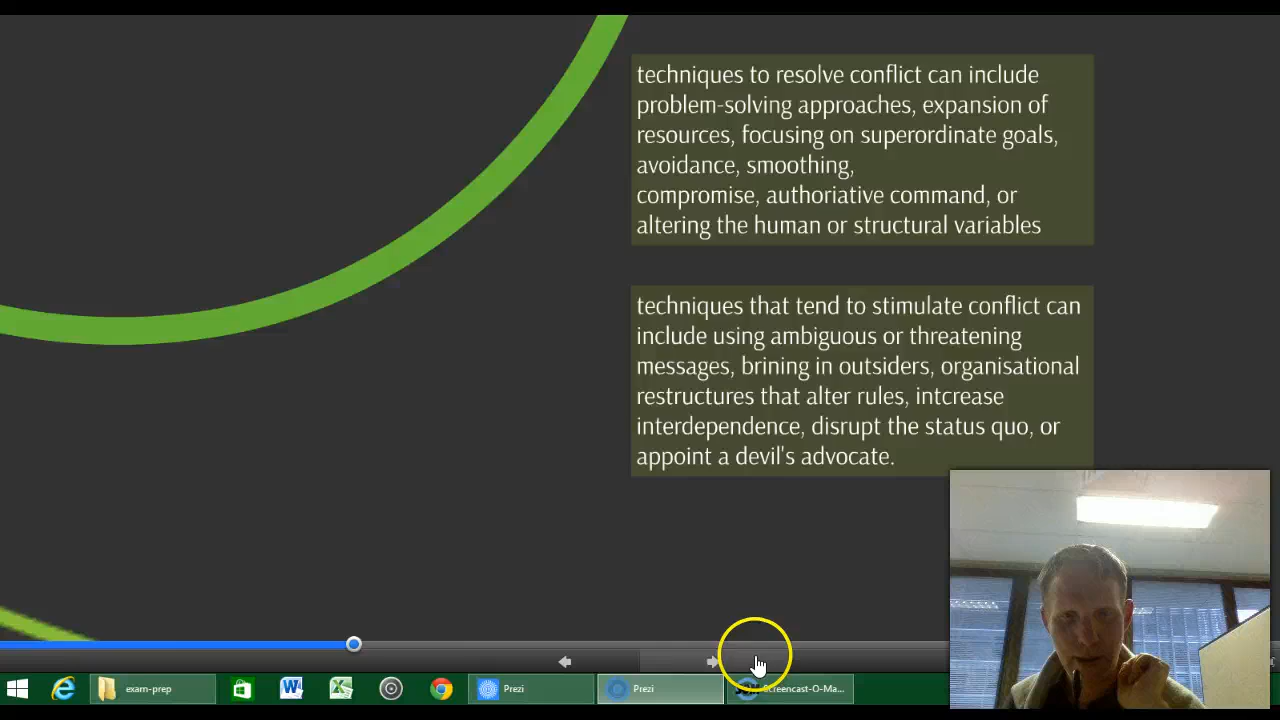 techniques to resolve conflict can include
problem-solving approaches, expansion of
resources, focusing on superordinate goals,
avoidance, smoothing,
compromise, authoriative command, or
altering the human or structural variables
techniques that tend to stimulate conflict can
include using ambiguous or threatening
messages, brining in outsiders, organisational
restructures that alter rules, intcrease
interdependence, disrupt the status quo, or
appoint a devil's advocate.
exam-prep
Prezi
Prezi
Screencast-O-Ma...